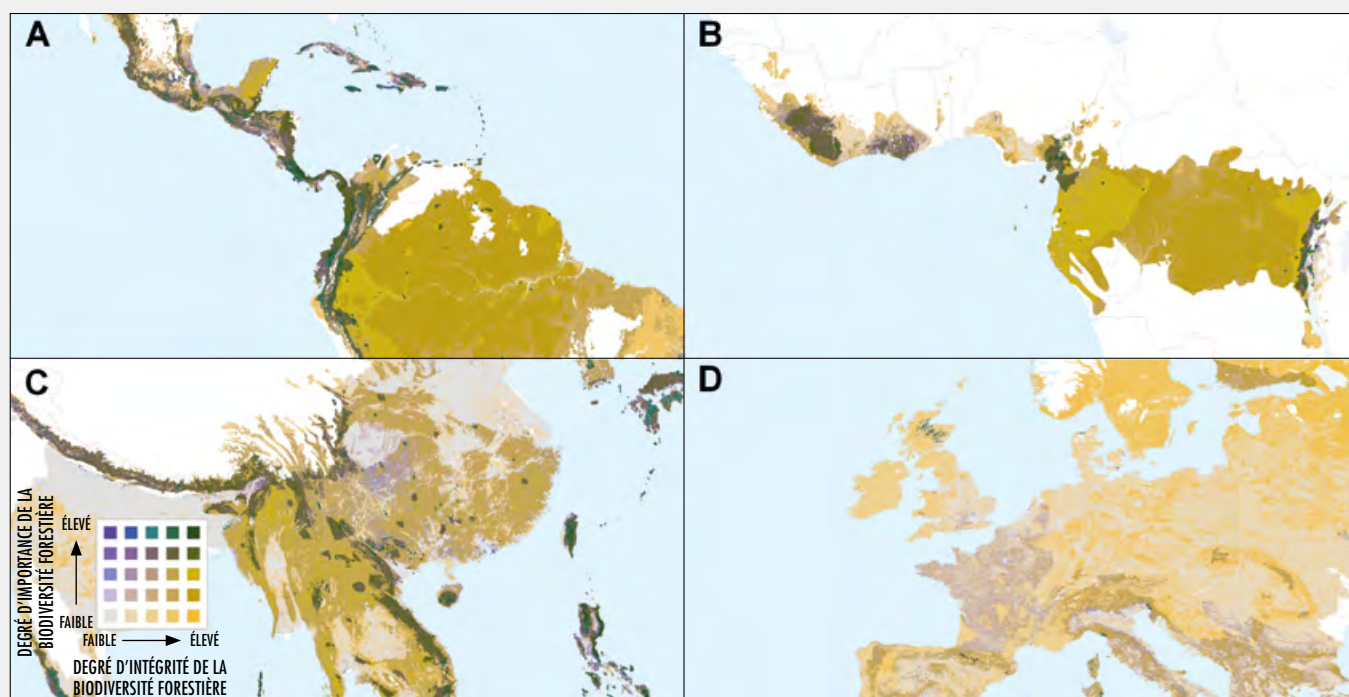 A
B
C
D
DEGRÉ D'IMPORTANCE DE LA
BIODIVERSITÉ FORESTIÈRE
ÉLEVÉ
FAIBLE
FAIBLE
ÉLEVÉ
DEGRÉ D'INTÉGRITÉ DE LA
BIODIVERSITÉ FORESTIÈRE